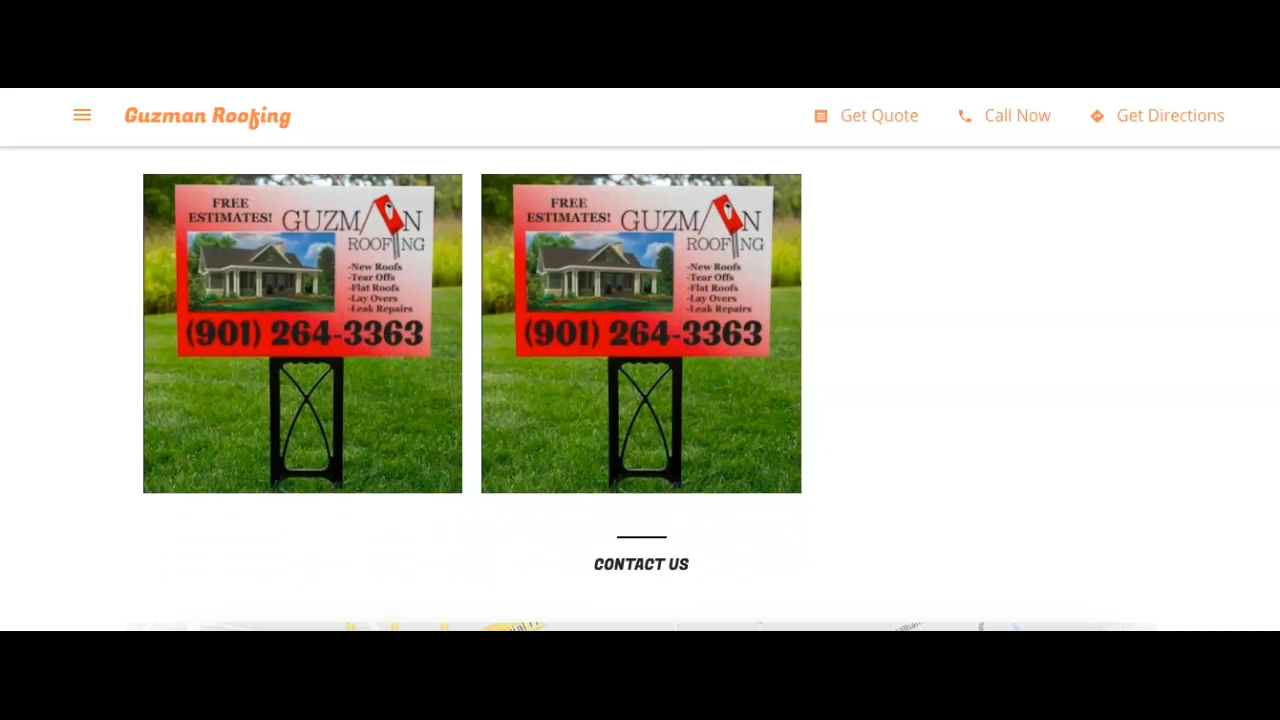 Guzman Roofing
Get Quote
Call Now
Get Directions
FREE
ESTIMATES!
GUZMAN
ROOFING
-New Roofs
-Tear Offs
-Flat Roofs
-Lay Overs
-Leak Repairs
(901) 264-3363
FREE
ESTIMATES!
GUZMAN
ROOFING
-New Roofs
-Tear Offs
-Flat Roofs
-Lay Overs
-Leak Repairs
(901) 264-3363
CONTACT US